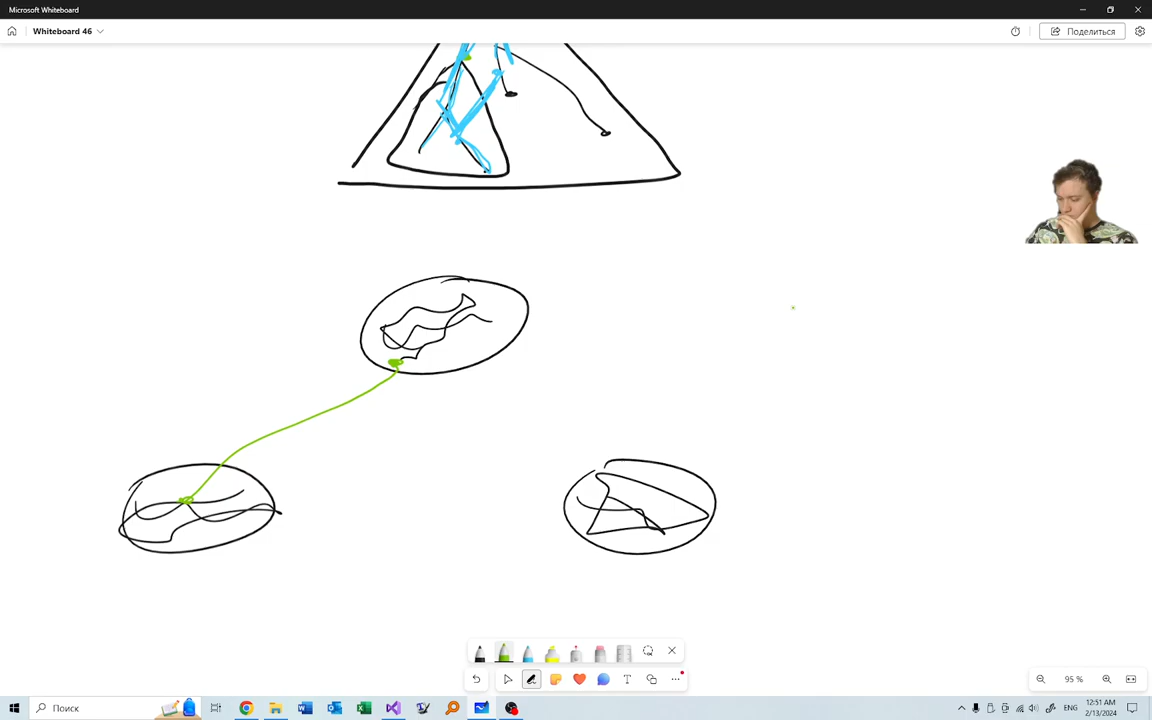 Microsoft Whiteboard
Whiteboard 46
Поделиться
95 %
Поиск
ENG
12:51 AM
2/13/2024